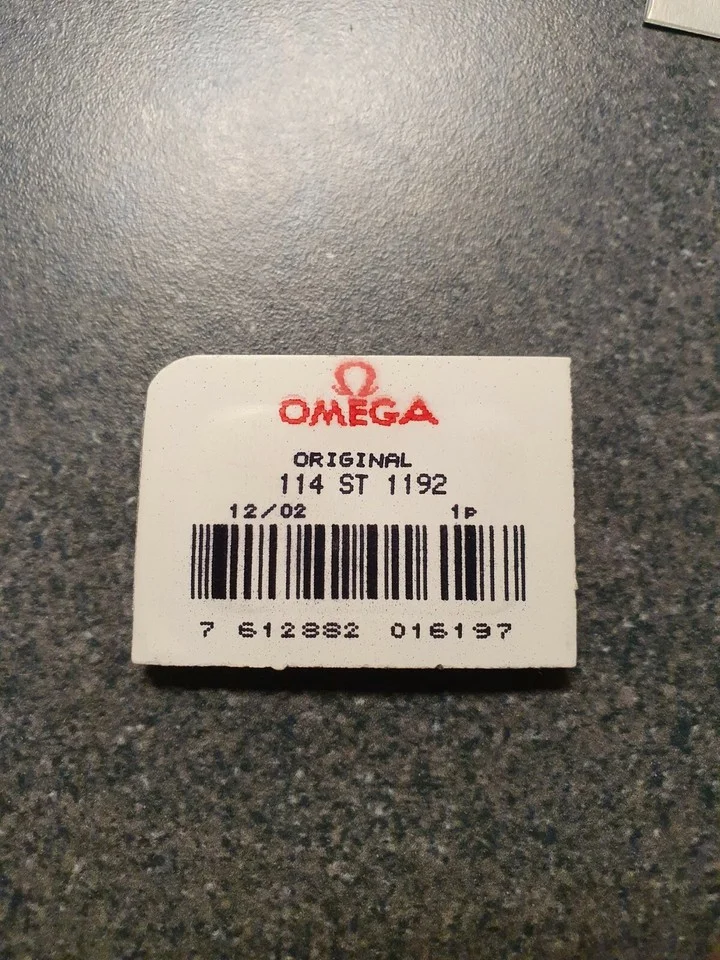 Ω
OMEGA
ORIGINAL
114 ST 1192
12/02 1P
7 612882 016197